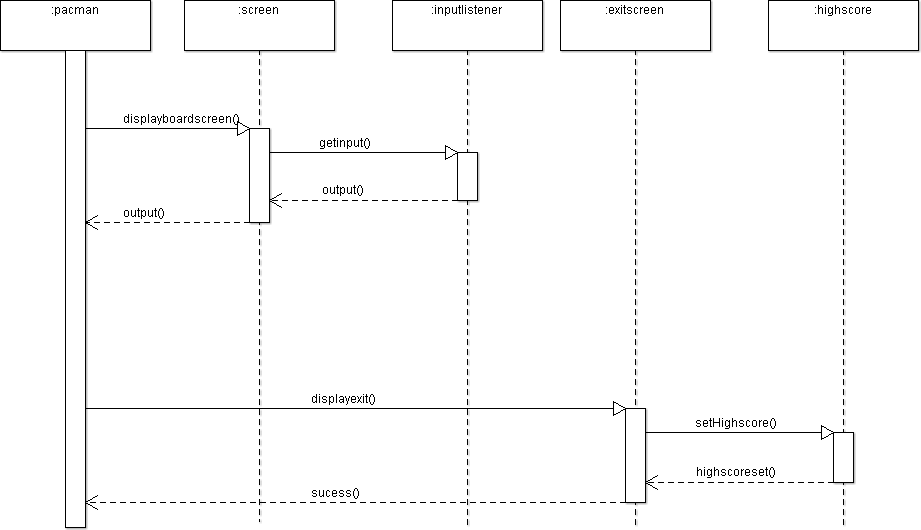 :pacman
:screen
:inputlistener
:exitscreen
:highscore
displayboardscreen()
getinput()
output()
output()
displayexit()
setHighscore()
highscoreset()
sucess()